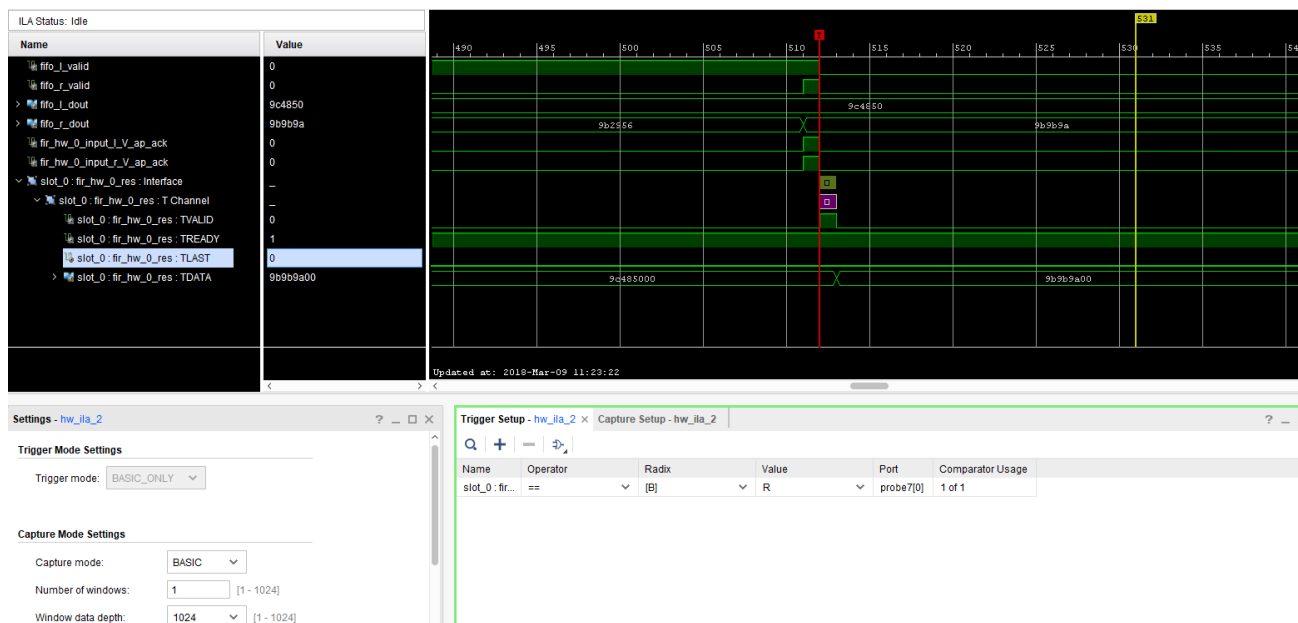 ILA Status: Idle
Name Value
fifo_l_valid 0
fifo_r_valid 0
fifo_l_dout 9c4850
fifo_r_dout 9b9b9a
fir_hw_0_input_l_V_ap_ack 0
fir_hw_0_input_r_V_ap_ack 0
slot_0 : fir_hw_0_res : Interface _
slot_0 : fir_hw_0_res : T Channel _
slot_0 : fir_hw_0_res : TVALID 0
slot_0 : fir_hw_0_res : TREADY 1
slot_0 : fir_hw_0_res : TLAST 0
slot_0 : fir_hw_0_res : TDATA 9b9b9a00
531
490 495 500 505 510 515 520 525 530 535 54
T
9c4850
9b2956 9b9b9a
9c485000 9b9b9a00
Updated at: 2018-Mar-09 11:23:22
Settings - hw_ila_2
Trigger Mode Settings
Trigger mode: BASIC_ONLY
Capture Mode Settings
Capture mode: BASIC
Number of windows: 1 [1 - 1024]
Window data depth: 1024 [1 - 1024]
Trigger Setup - hw_ila_2 Capture Setup - hw_ila_2
Name Operator Radix Value Port Comparator Usage
slot_0 : fir... == [B] R probe7[0] 1 of 1